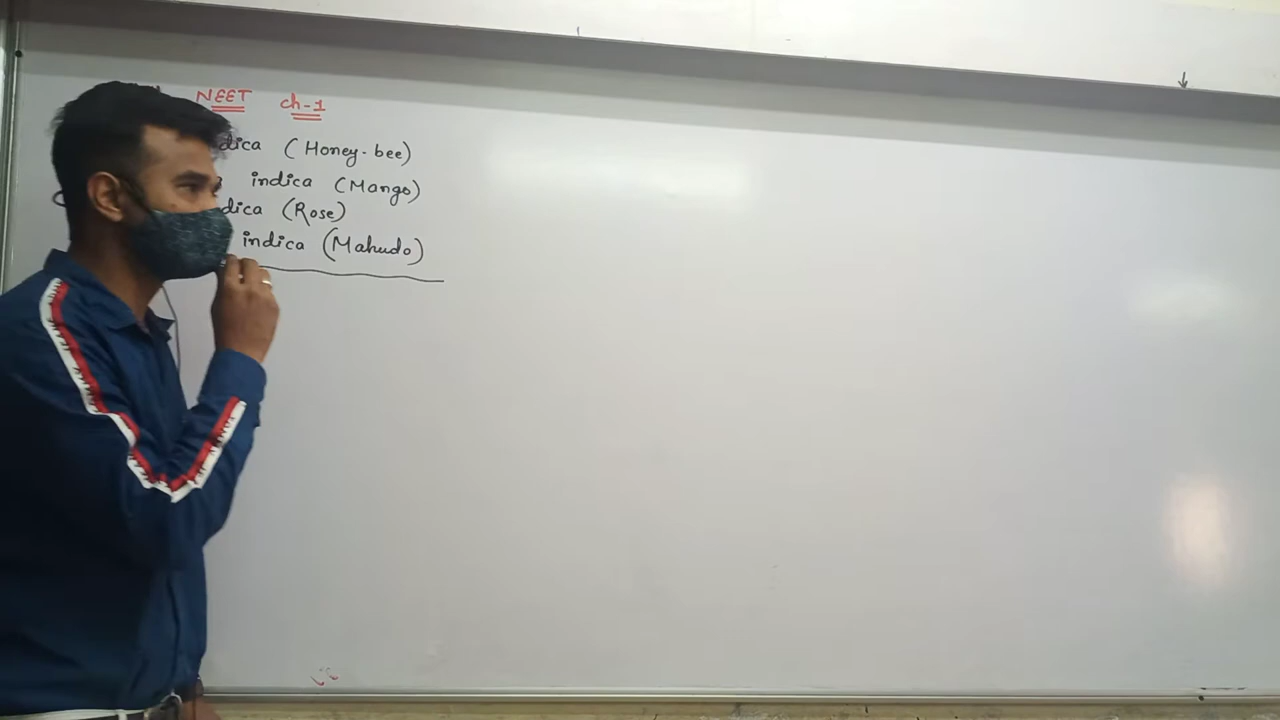 NEET ch-1
dica (Honey-bee)
indica (Mango)
dica (Rose)
indica (Mahudo)